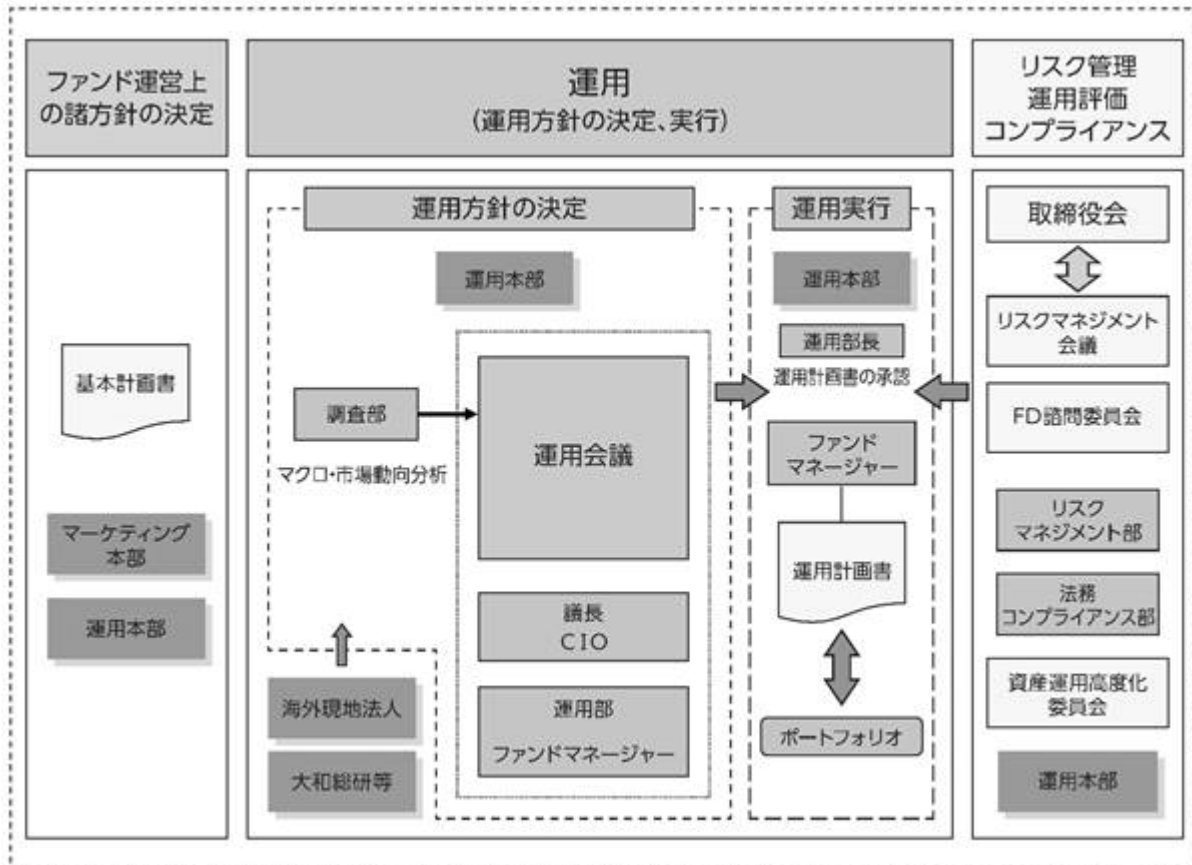 ファンド運営上
の諸方針の決定
運用
(運用方針の決定、実行)
リスク管理
運用評価
コンプライアンス
基本計画書
マーケティング
本部
運用本部
運用方針の決定
運用本部
調査部
マクロ・市場動向分析
運用会議
議長
CIO
運用部
ファンドマネージャー
海外現地法人
大和総研等
運用実行
運用本部
運用部長
運用計画書の承認
ファンド
マネージャー
運用計画書
ポートフォリオ
取締役会
リスクマネジメント
会議
FD諮問委員会
リスク
マネジメント部
法務
コンプライアンス部
資産運用高度化
委員会
運用本部